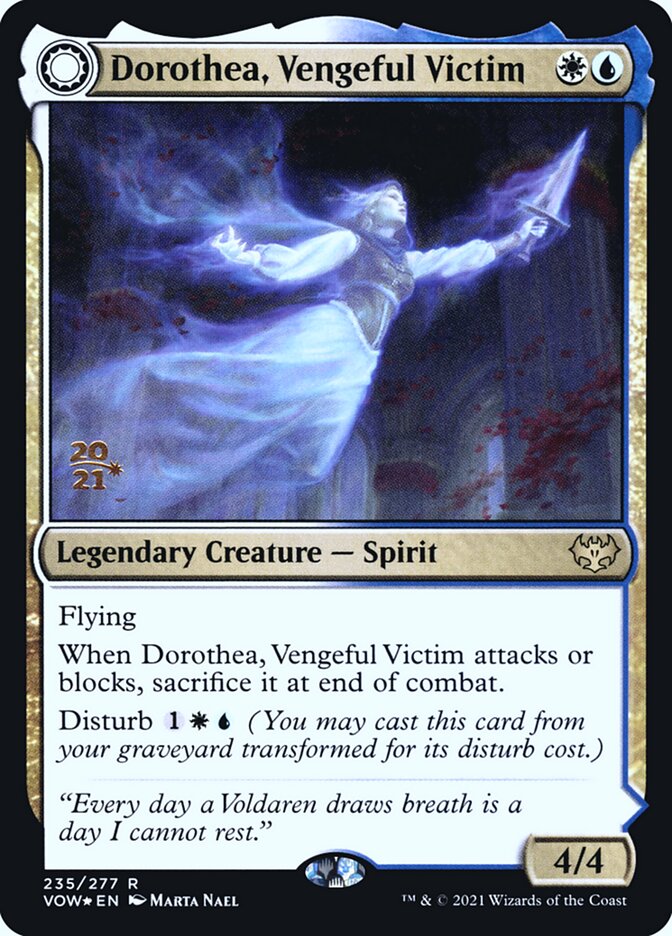 Dorothea, Vengeful Victim
20
21
Legendary Creature — Spirit
Flying
When Dorothea, Vengeful Victim attacks or
blocks, sacrifice it at end of combat.
Disturb 1 (You may cast this card from
your graveyard transformed for its disturb cost.)
“Every day a Voldaren draws breath is a
day I cannot rest.”
4/4
235/277 R
VOW★EN Marta Nael
™ & © 2021 Wizards of the Coast